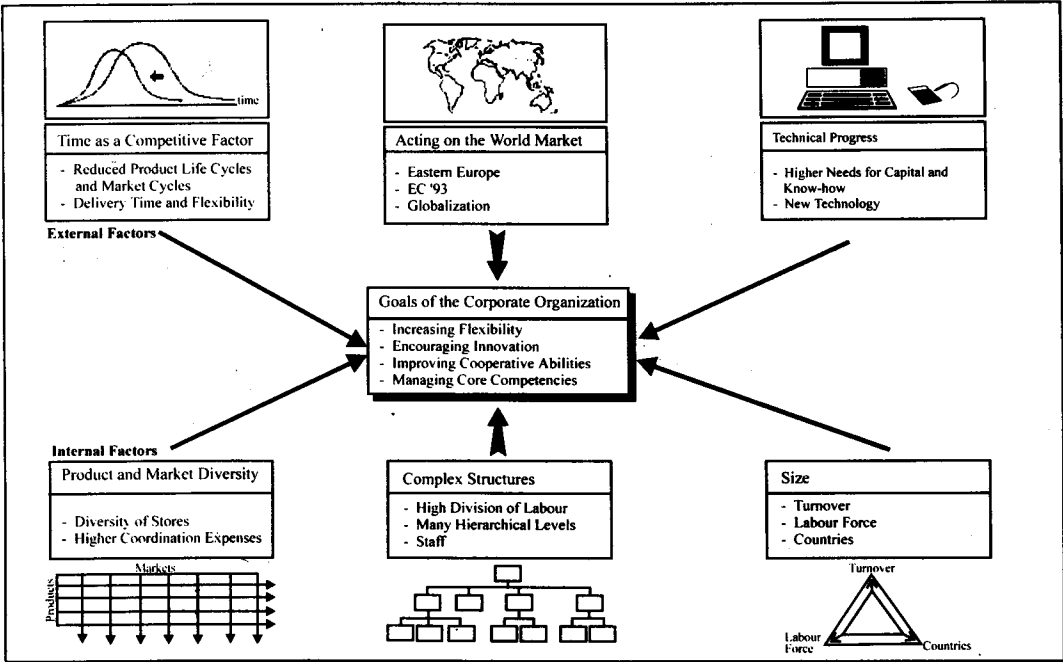 time
Time as a Competitive Factor
- Reduced Product Life Cycles
and Market Cycles
- Delivery Time and Flexibility
Acting on the World Market
- Eastern Europe
- EC '93
- Globalization
Technical Progress
- Higher Needs for Capital and
Know-how
- New Technology
External Factors
Goals of the Corporate Organization
- Increasing Flexibility
- Encouraging Innovation
- Improving Cooperative Abilities
- Managing Core Competencies
Internal Factors
Product and Market Diversity
- Diversity of Stores
- Higher Coordination Expenses
Complex Structures
- High Division of Labour
- Many Hierarchical Levels
- Staff
Size
- Turnover
- Labour Force
- Countries
Markets
Products
Turnover
Labour
Force
Countries